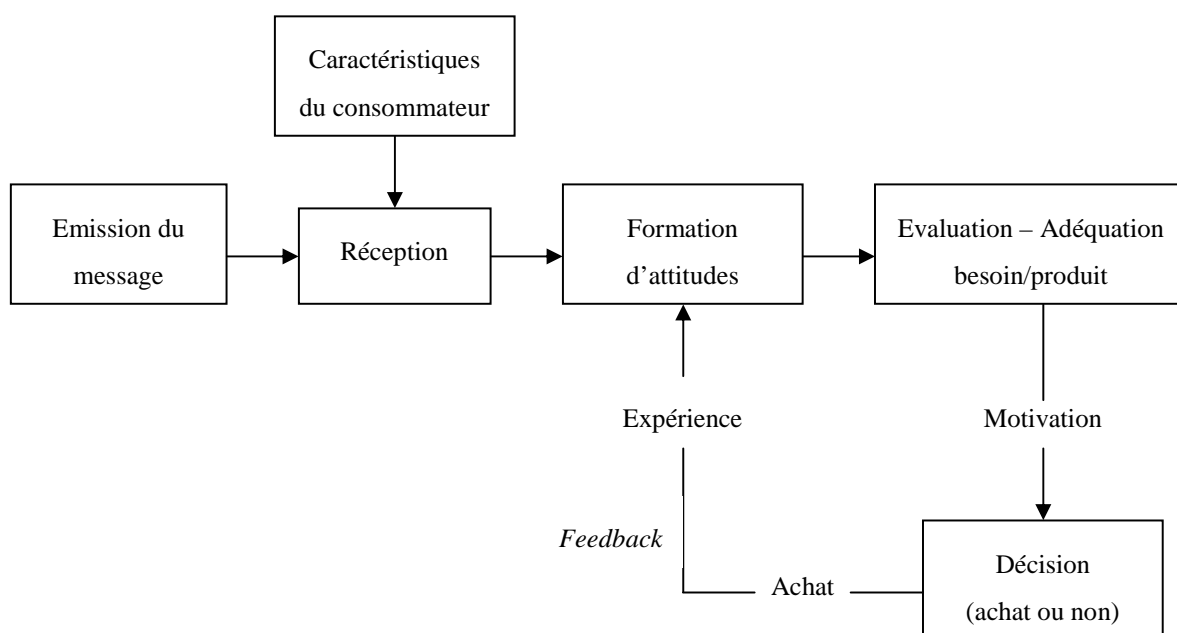 Caractéristiques
du consommateur
Emission du
message
Réception
Formation
d’attitudes
Evaluation – Adéquation
besoin/produit
Expérience
Motivation
Feedback
Achat
Décision
(achat ou non)